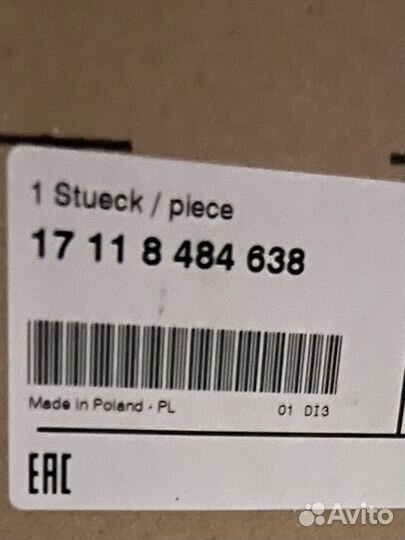 1 Stueck / piece
17 11 8 484 638
Made in Poland - PL 01 DI3
EAC
Avito